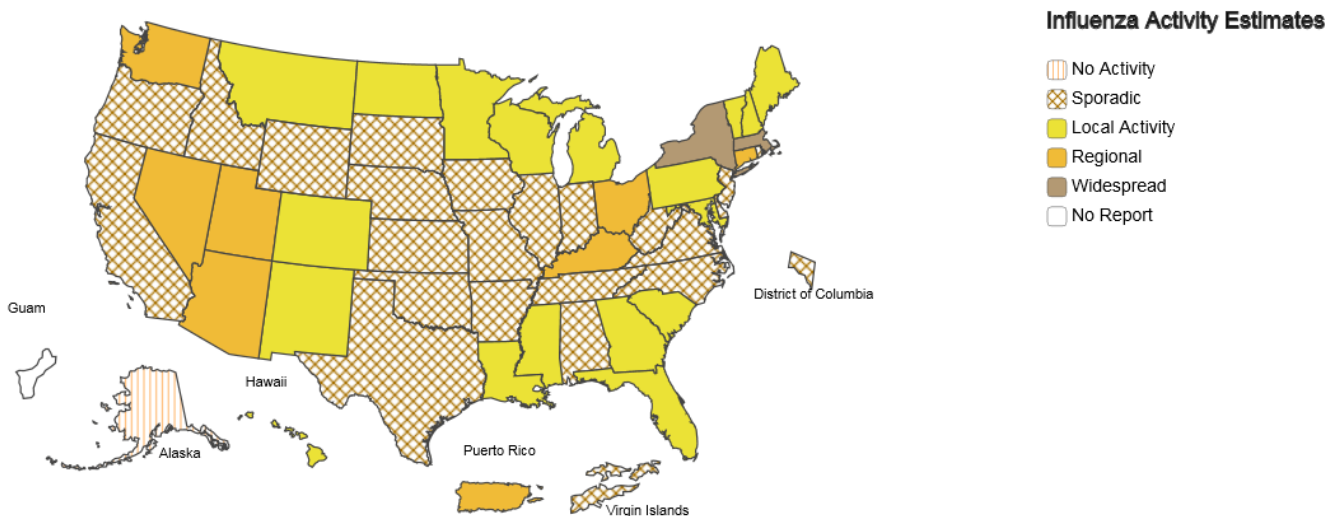 Influenza Activity Estimates
No Activity
Sporadic
Local Activity
Regional
Widespread
No Report
District of Columbia
Guam
Hawaii
Alaska
Puerto Rico
Virgin Islands